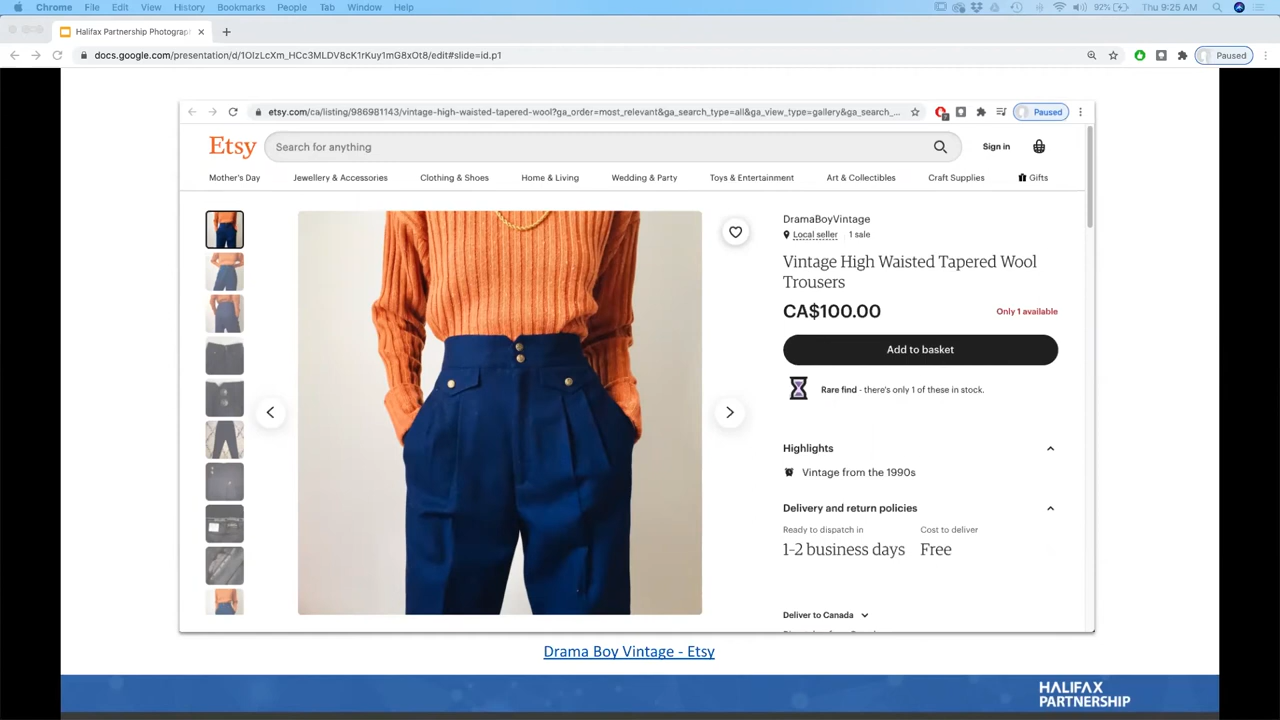 Chrome File Edit View History Bookmarks People Tab Window Help 92% Thu 9:25 AM
Halifax Partnership Photograp
docs.google.com/presentation/d/1OIzLcXm_HCc3MLDV8cK1rKuy1mG8xOt8/edit#slide=id.p1 Paused
etsy.com/ca/listing/986981143/vintage-high-waisted-tapered-wool?ga_order=most_relevant&ga_search_type=all&ga_view_type=gallery&ga_search_... Paused
Etsy Search for anything Sign in
Mother's Day Jewellery & Accessories Clothing & Shoes Home & Living Wedding & Party Toys & Entertainment Art & Collectibles Craft Supplies Gifts
DramaBoyVintage
Local seller 1 sale
Vintage High Waisted Tapered Wool
Trousers
CA$100.00 Only 1 available
Add to basket
Rare find - there's only 1 of these in stock.
Highlights
Vintage from the 1990s
Delivery and return policies
Ready to dispatch in Cost to deliver
1-2 business days Free
Deliver to Canada
Drama Boy Vintage - Etsy
HALIFAX
PARTNERSHIP